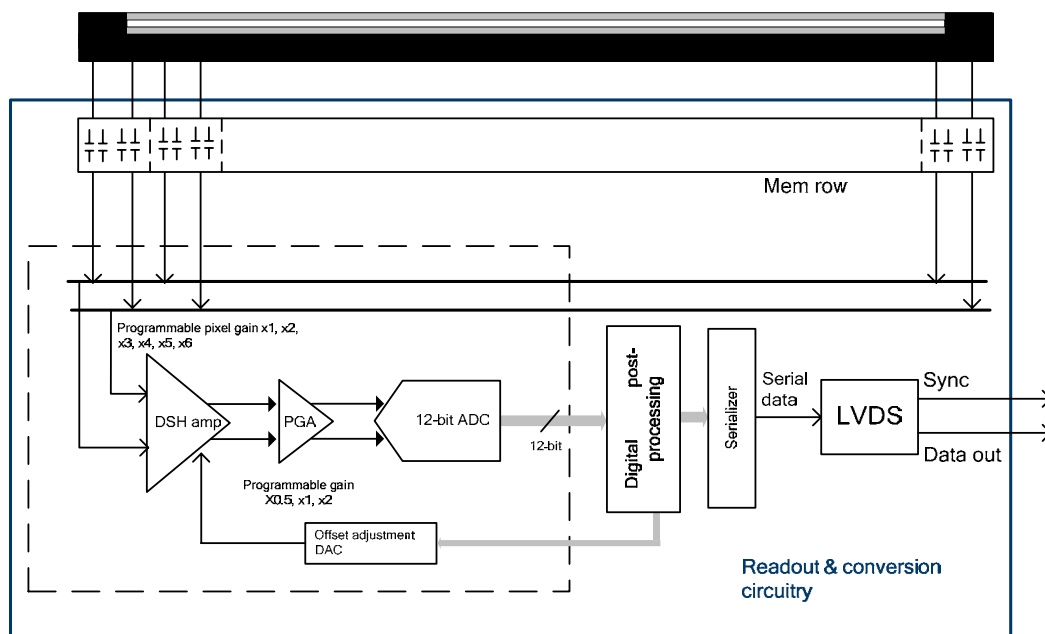 Mem row
Programmable pixel gain x1, x2,
x3, x4, x5, x6
DSH amp
PGA
12-bit ADC
12-bit
Digital post-
processing
Serializer
Serial
data
LVDS
Sync
Data out
Programmable gain
X0.5, x1, x2
Offset adjustment
DAC
Readout & conversion
circuitry